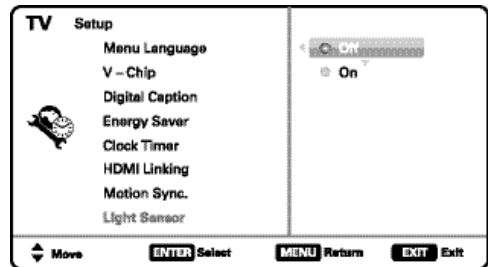 TV Setup
Menu Language
Off
V - Chip
On
Digital Caption
Energy Saver
Clock Timer
HDMI Linking
Motion Sync.
Light Sensor
Move ENTER Select MENU Return EXIT Exit